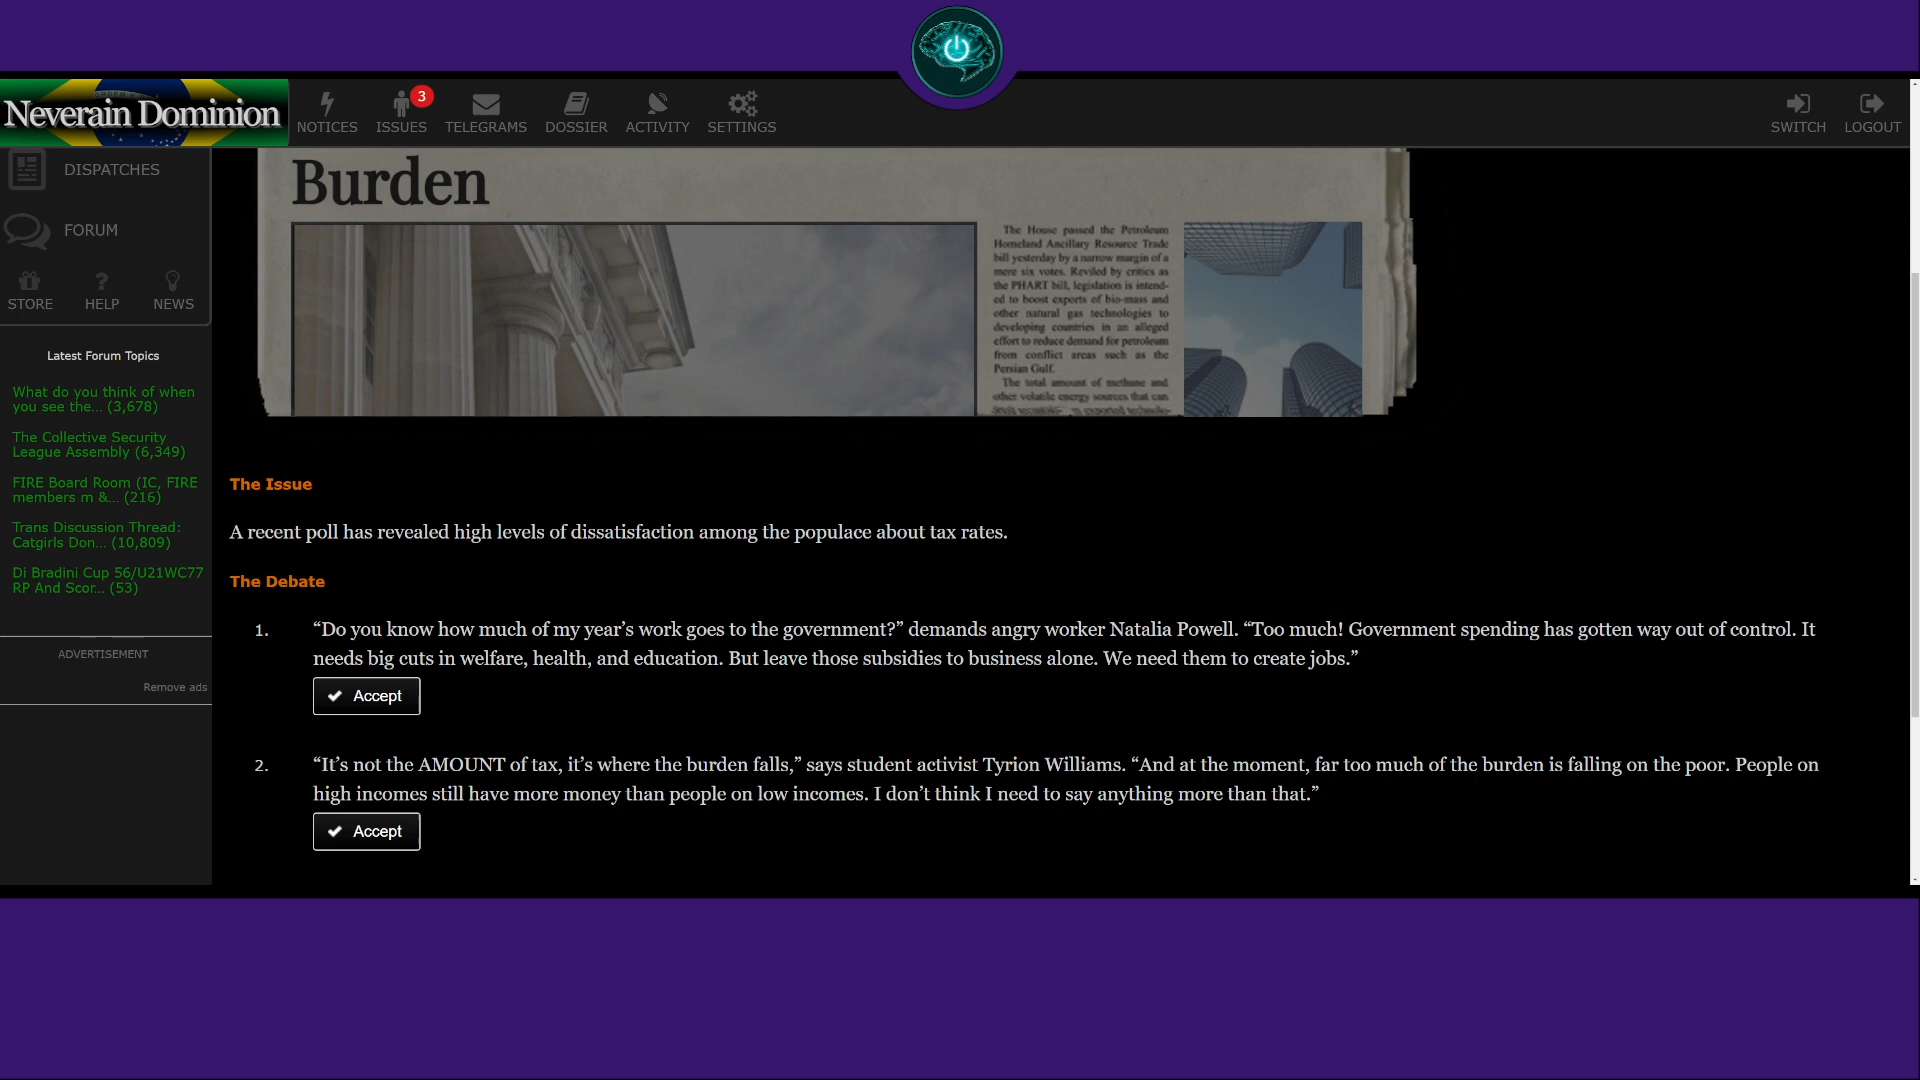 Neverain Dominion
NOTICES
3
ISSUES
TELEGRAMS
DOSSIER
ACTIVITY
SETTINGS
SWITCH
LOGOUT
DISPATCHES
FORUM
STORE
HELP
NEWS
Latest Forum Topics
What do you think of when
you see the... (3,678)
The Collective Security
League Assembly (6,349)
FIRE Board Room (IC, FIRE
members m &... (216)
Trans Discussion Thread:
Catgirls Don... (10,809)
Di Bradini Cup 56/U21WC77
RP And Scor... (53)
ADVERTISEMENT
Remove ads
Burden
The House passed the Petroleum
Homeland Ancillary Resource Trade
bill yesterday by a narrow margin of a
mere six votes. Reviled by critics as
the PHART bill, legislation is intend-
ed to boost exports of bio-mass and
other natural gas technologies to
developing countries in an alleged
effort to reduce demand for petroleum
from conflict areas such as the
Persian Gulf.
The total amount of methane and
other volatile energy sources that can
The Issue
A recent poll has revealed high levels of dissatisfaction among the populace about tax rates.
The Debate
1. “Do you know how much of my year’s work goes to the government?” demands angry worker Natalia Powell. “Too much! Government spending has gotten way out of control. It
needs big cuts in welfare, health, and education. But leave those subsidies to business alone. We need them to create jobs.”
Accept
2. “It’s not the AMOUNT of tax, it’s where the burden falls,” says student activist Tyrion Williams. “And at the moment, far too much of the burden is falling on the poor. People on
high incomes still have more money than people on low incomes. I don’t think I need to say anything more than that.”
Accept